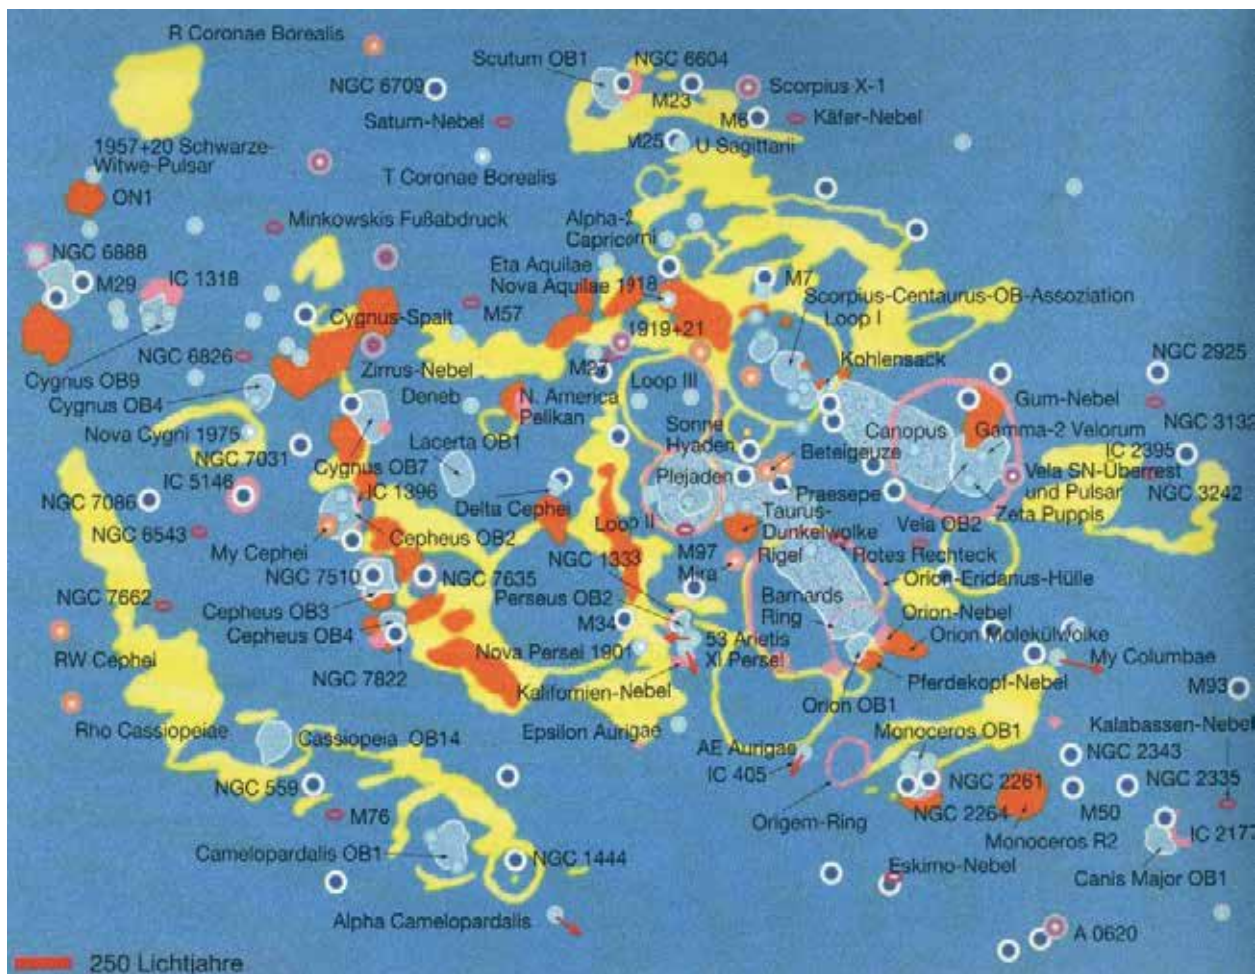 R Coronae Borealis
Scutum OB1
NGC 6604
NGC 6709
M23
Scorpius X-1
Saturn-Nebel
M6
Käfer-Nebel
1957+20 Schwarze-
Witwe-Pulsar
M25
U Sagittarii
T Coronae Borealis
ON1
Minkowskis Fußabdruck
Alpha-2
Capricorni
NGC 6888
Eta Aquilae
M29
IC 1318
Nova Aquilae 1918
M7
Scorpius-Centaurus-OB-Assoziation
Cygnus-Spalt
M57
Loop I
1919+21
NGC 6826
Zirrus-Nebel
M27
Kohlensack
NGC 2925
Cygnus OB9
Loop III
Cygnus OB4
Deneb
N. America
Pelikan
Gum-Nebel
NGC 3132
Nova Cygni 1975
Lacerta OB1
Sonne
Hyaden
Canopus
Gamma-2 Velorum
NGC 7031
Cygnus OB7
Beteigeuze
IC 2395
IC 5146
IC 1396
Plejaden
Vela SN-Überrest
und Pulsar
NGC 7086
Delta Cephei
Praesepe
NGC 3242
Zeta Puppis
NGC 6543
Loop II
Taurus-
Dunkelwolke
Vela OB2
My Cephei
Cepheus OB2
NGC 1333
M97
Rigel
Rotes Rechteck
Mira
NGC 7510
NGC 7635
Orion-Eridanus-Hülle
NGC 7662
Cepheus OB3
Perseus OB2
Barnards
Ring
Orion-Nebel
Cepheus OB4
M34
53 Arietis
Orion Molekülwolke
RW Cephei
Nova Persei 1901
XI Persei
My Columbae
NGC 7822
Kalifornien-Nebel
Pferdekopf-Nebel
M93
Orion OB1
Rho Cassiopeiae
Cassiopeia OB14
Epsilon Aurigae
Kalabassen-Nebel
AE Aurigae
Monoceros OB1
IC 405
NGC 2343
NGC 559
NGC 2261
NGC 2335
M76
NGC 2264
M50
Origem-Ring
Monoceros R2
IC 2177
Camelopardalis OB1
NGC 1444
Eskimo-Nebel
Canis Major OB1
Alpha Camelopardalis
A 0620
250 Lichtjahre